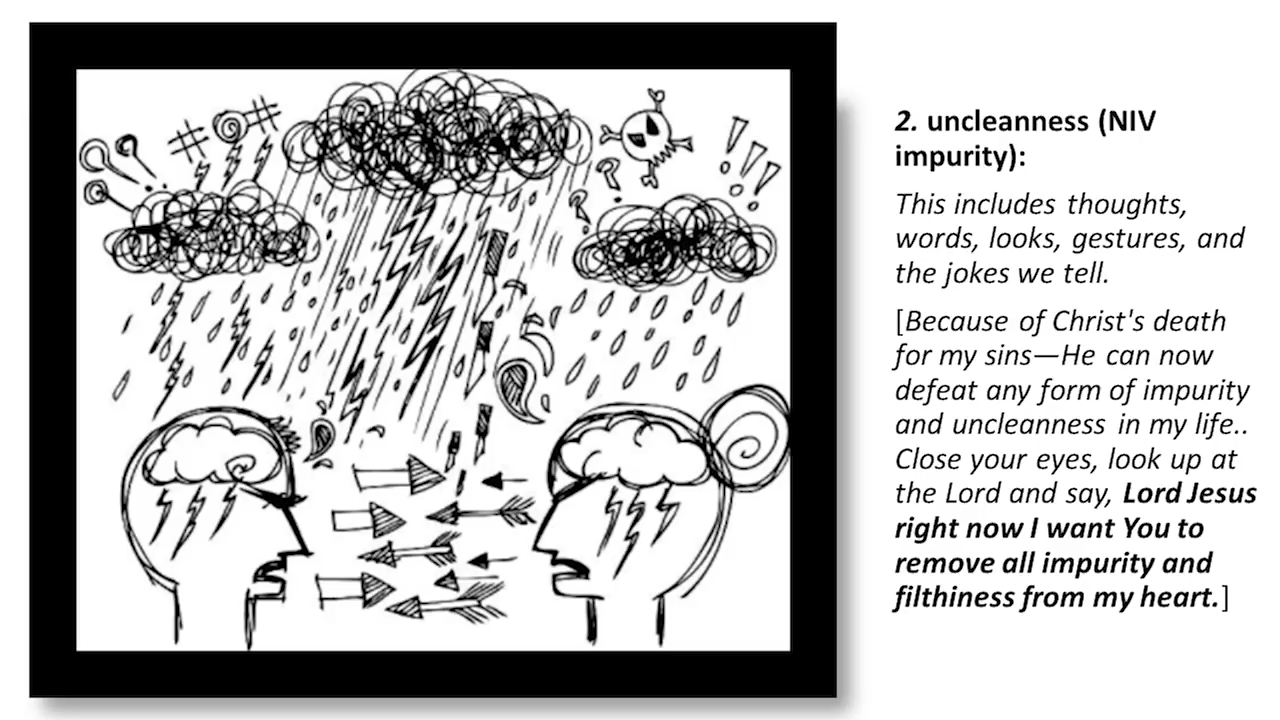 2. uncleanness (NIV
impurity):
This includes thoughts,
words, looks, gestures, and
the jokes we tell.
[Because of Christ's death
for my sins—He can now
defeat any form of impurity
and uncleanness in my life..
Close your eyes, look up at
the Lord and say, Lord Jesus
right now I want You to
remove all impurity and
filthiness from my heart.]